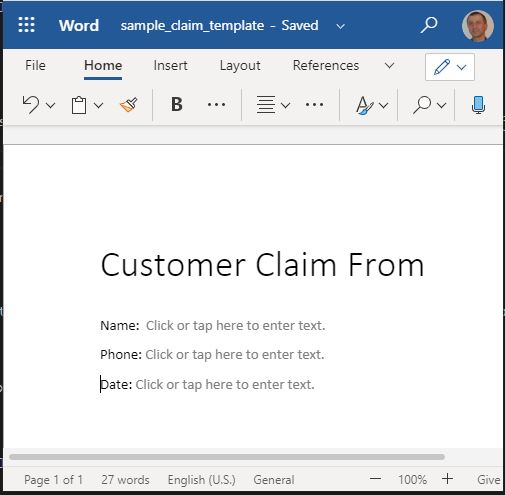 Word sample_claim_template - Saved
File Home Insert Layout References
B
Customer Claim From
Name: Click or tap here to enter text.
Phone: Click or tap here to enter text.
Date: Click or tap here to enter text.
Page 1 of 1 27 words English (U.S.) General 100% Give